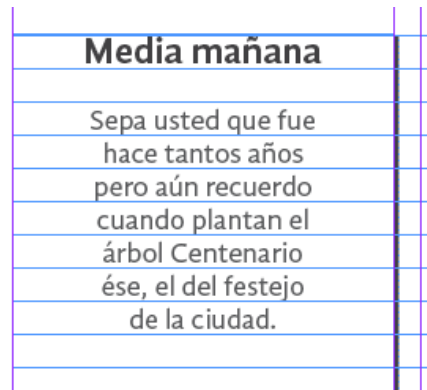 Media mañana
Sepa usted que fue
hace tantos años
pero aún recuerdo
cuando plantan el
árbol Centenario
ése, el del festejo
de la ciudad.